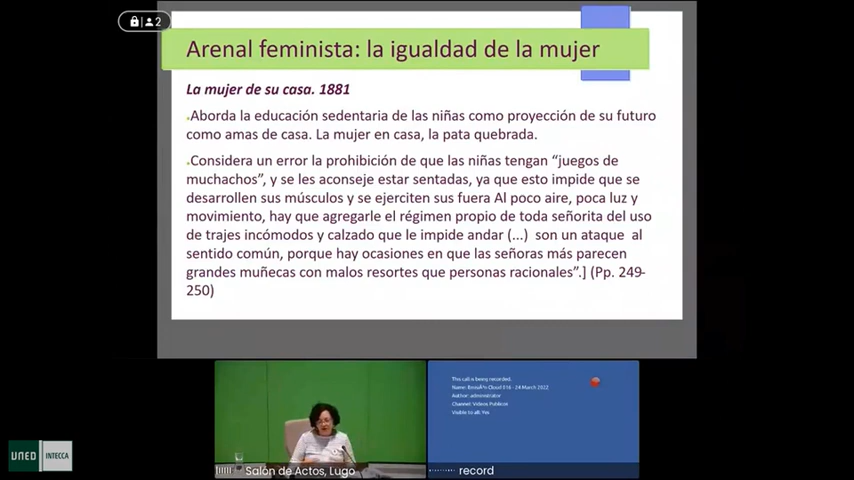 2
Arenal feminista: la igualdad de la mujer
La mujer de su casa. 1881
.Aborda la educación sedentaria de las niñas como proyección de su futuro
como amas de casa. La mujer en casa, la pata quebrada.
.Considera un error la prohibición de que las niñas tengan “juegos de
muchachos”, y se les aconseje estar sentadas, ya que esto impide que se
desarrollen sus músculos y se ejerciten sus fuera Al poco aire, poca luz y
movimiento, hay que agregarle el régimen propio de toda señorita del uso
de trajes incómodos y calzado que le impide andar (...) son un ataque al
sentido común, porque hay ocasiones en que las señoras más parecen
grandes muñecas con malos resortes que personas racionales”.] (Pp. 249-
250)
This call is being recorded.
Cloud E16 - 24 March 2022
Author: administrator
Channel: Videos Publicos
Visible to all: Yes
Salón de Actos, Lugo
record
UNED INTECCA